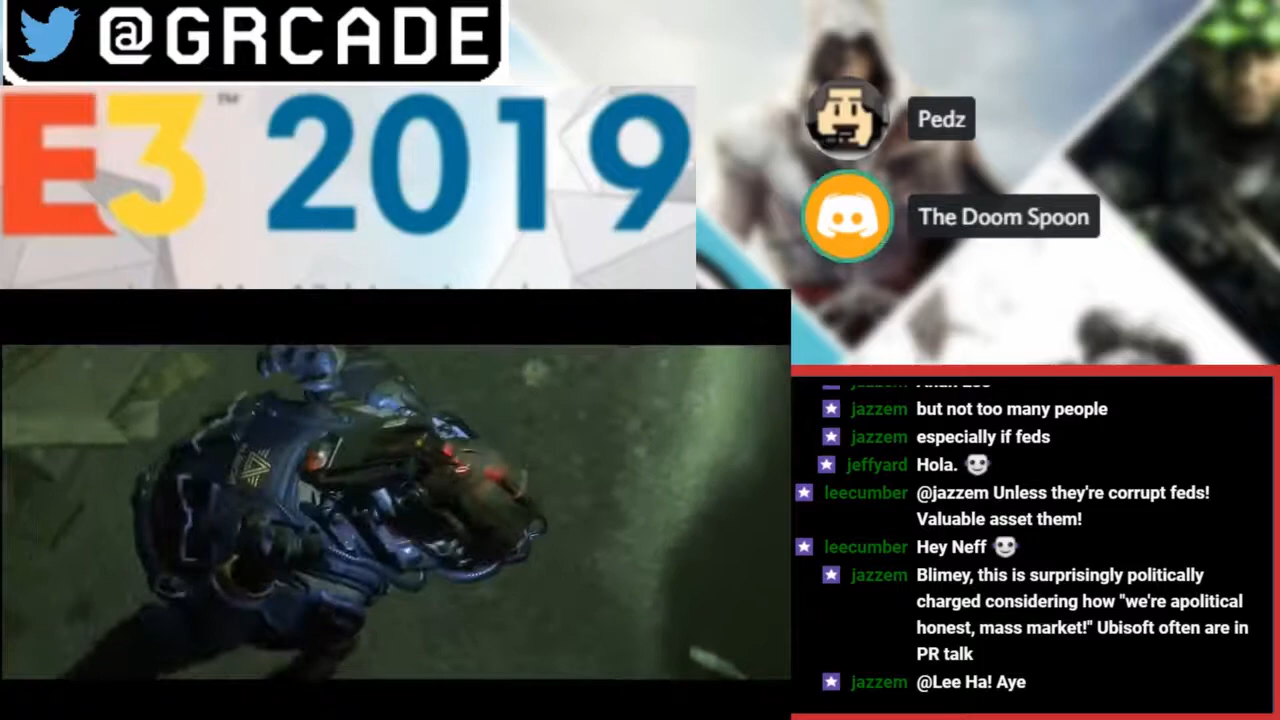 @GRCADE
E3™ 2019
Pedz
The Doom Spoon
jazzem but not too many people
jazzem especially if feds
jeffyard Hola.
leecumber @jazzem Unless they're corrupt feds!
Valuable asset them!
leecumber Hey Neff
jazzem Blimey, this is surprisingly politically
charged considering how "we're apolitical
honest, mass market!" Ubisoft often are in
PR talk
jazzem @Lee Ha! Aye